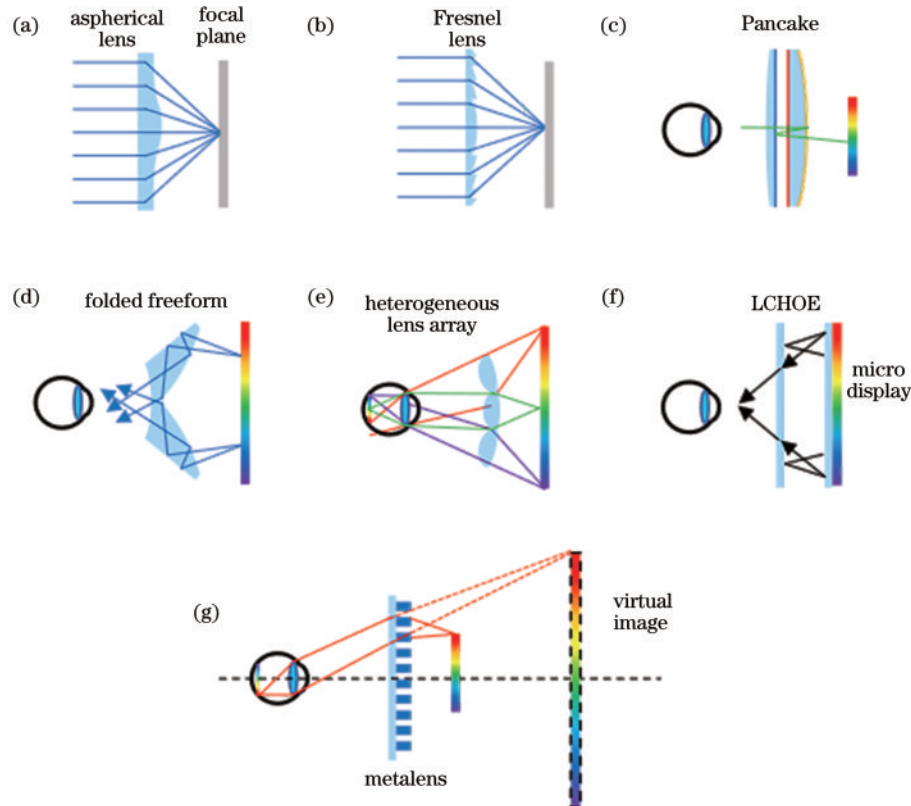 (a)
aspherical
lens
focal
plane
(b)
Fresnel
lens
(c)
Pancake
(d)
folded freeform
(e)
heterogeneous
lens array
(f)
LCHOE
micro
display
(g)
virtual
image
metalens